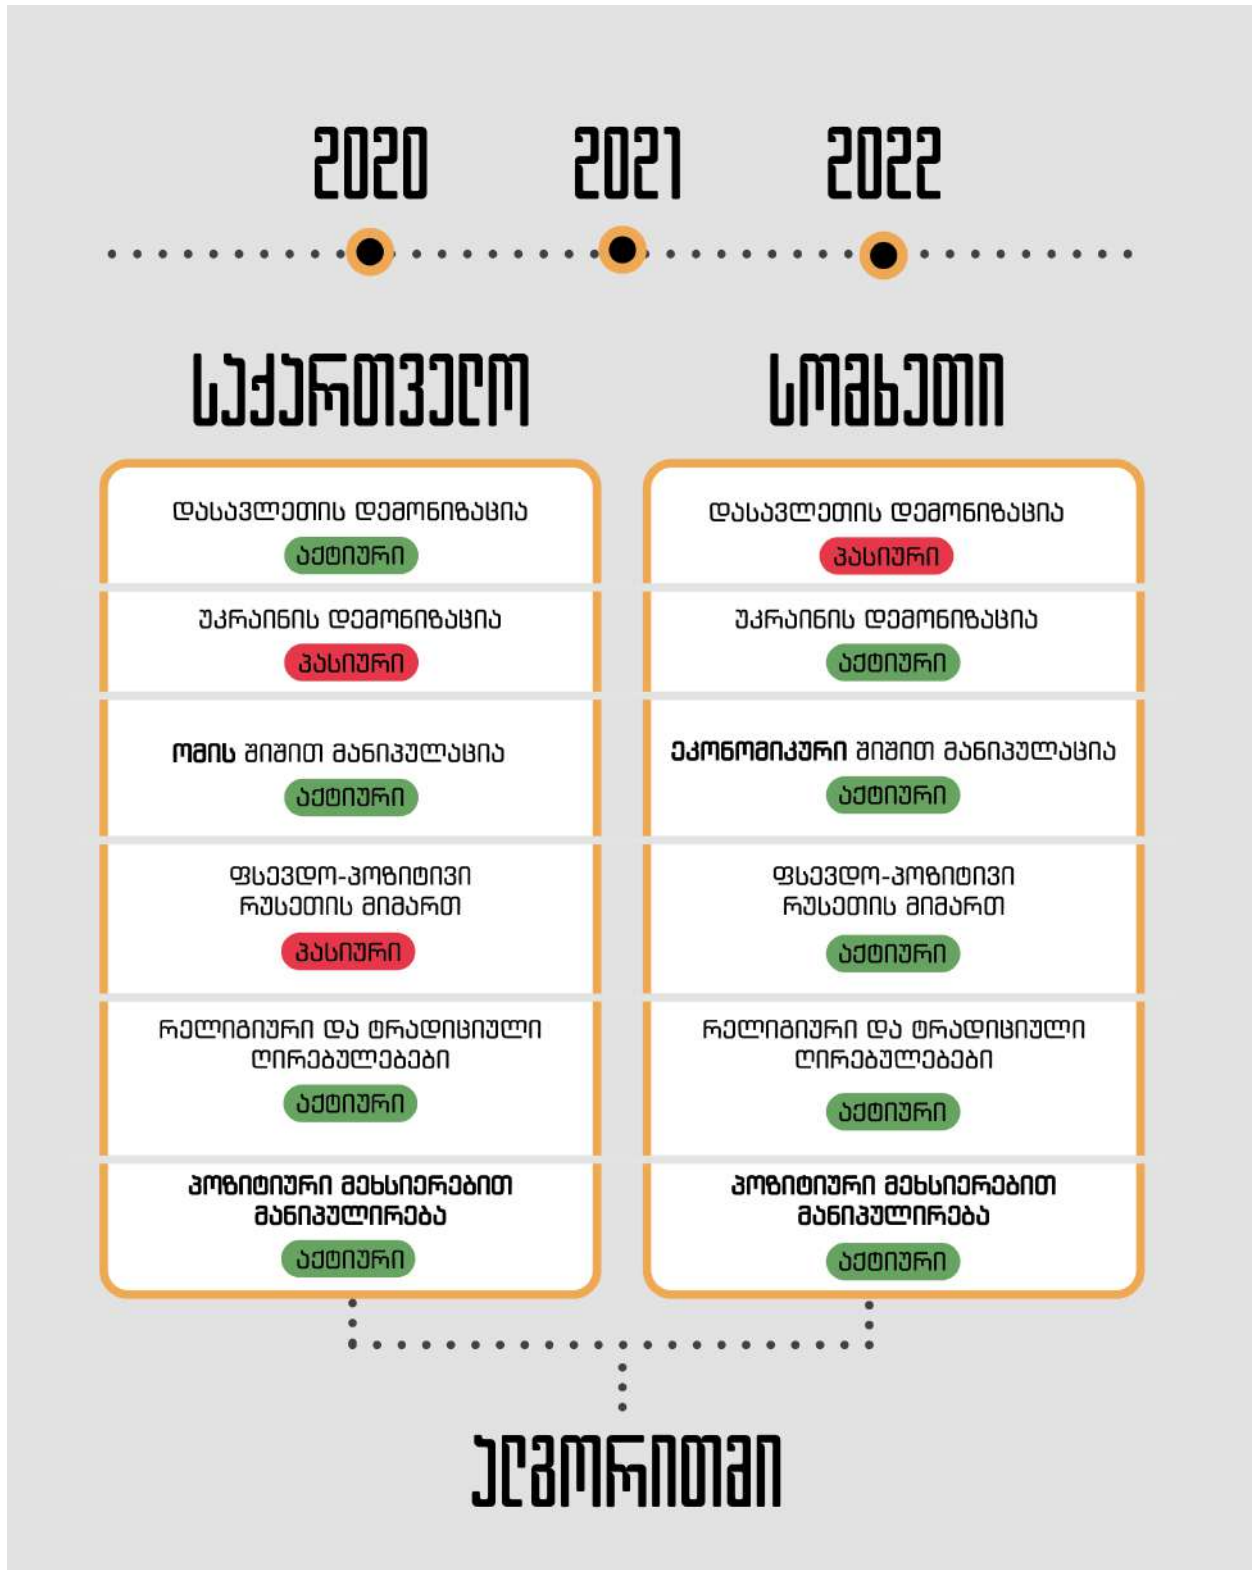 2020
2021
2022
საქართველო
დასავლეთის დემონიზაცია
აქტიური
უკრაინის დემონიზაცია
პასიური
ომის შიშით მანიპულაცია
აქტიური
ფსევდო-პოზიტივი
რუსეთის მიმართ
პასიური
რელიგიური და ტრადიციული
ღირებულებები
აქტიური
პოზიტიური მეხსიერებით
მანიპულირება
აქტიური
სომხეთი
დასავლეთის დემონიზაცია
პასიური
უკრაინის დემონიზაცია
აქტიური
ეკონომიკური შიშით მანიპულაცია
აქტიური
ფსევდო-პოზიტივი
რუსეთის მიმართ
აქტიური
რელიგიური და ტრადიციული
ღირებულებები
აქტიური
პოზიტიური მეხსიერებით
მანიპულირება
აქტიური
ალგორითმი